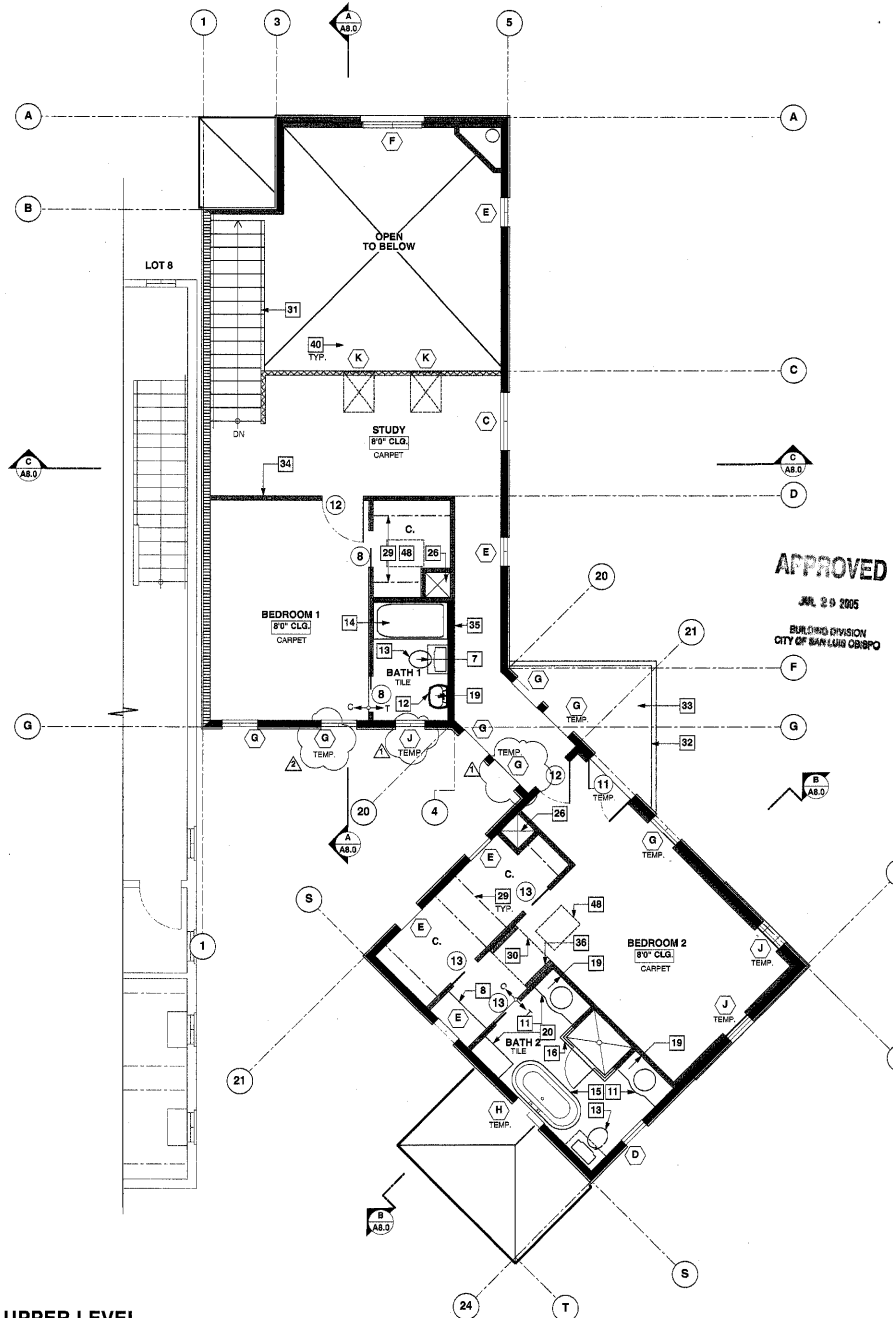 1
3
A
A8.0
5
A
A
F
B
E
OPEN
TO BELOW
LOT 8
31
40
TYP.
K
K
C
STUDY
8'0" CLG.
CARPET
C
DN
C
A8.0
C
A8.0
34
D
12
C.
8
29
48
26
E
APPROVED
JUL 29 2005
BUILDING DIVISION
CITY OF SAN LUIS OBISPO
20
BEDROOM 1
8'0" CLG.
CARPET
14
35
21
13
7
BATH 1
TILE
F
G
8
12
19
G
TEMP.
33
C
T
G
G
G
TEMP.
J
TEMP.
G
G
32
2
1
1
TEMP.
G
12
11
TEMP.
B
A8.0
20
4
26
A
A8.0
G
TEMP.
E
C.
S
29
TYP.
13
48
E
C.
30
36
BEDROOM 2
8'0" CLG.
CARPET
1
13
19
J
TEMP.
8
C
13
E
11
20
J
TEMP.
BATH 2
TILE
16
19
21
15
11
H
TEMP.
13
D
B
A8.0
S
24
T
UPPER LEVEL